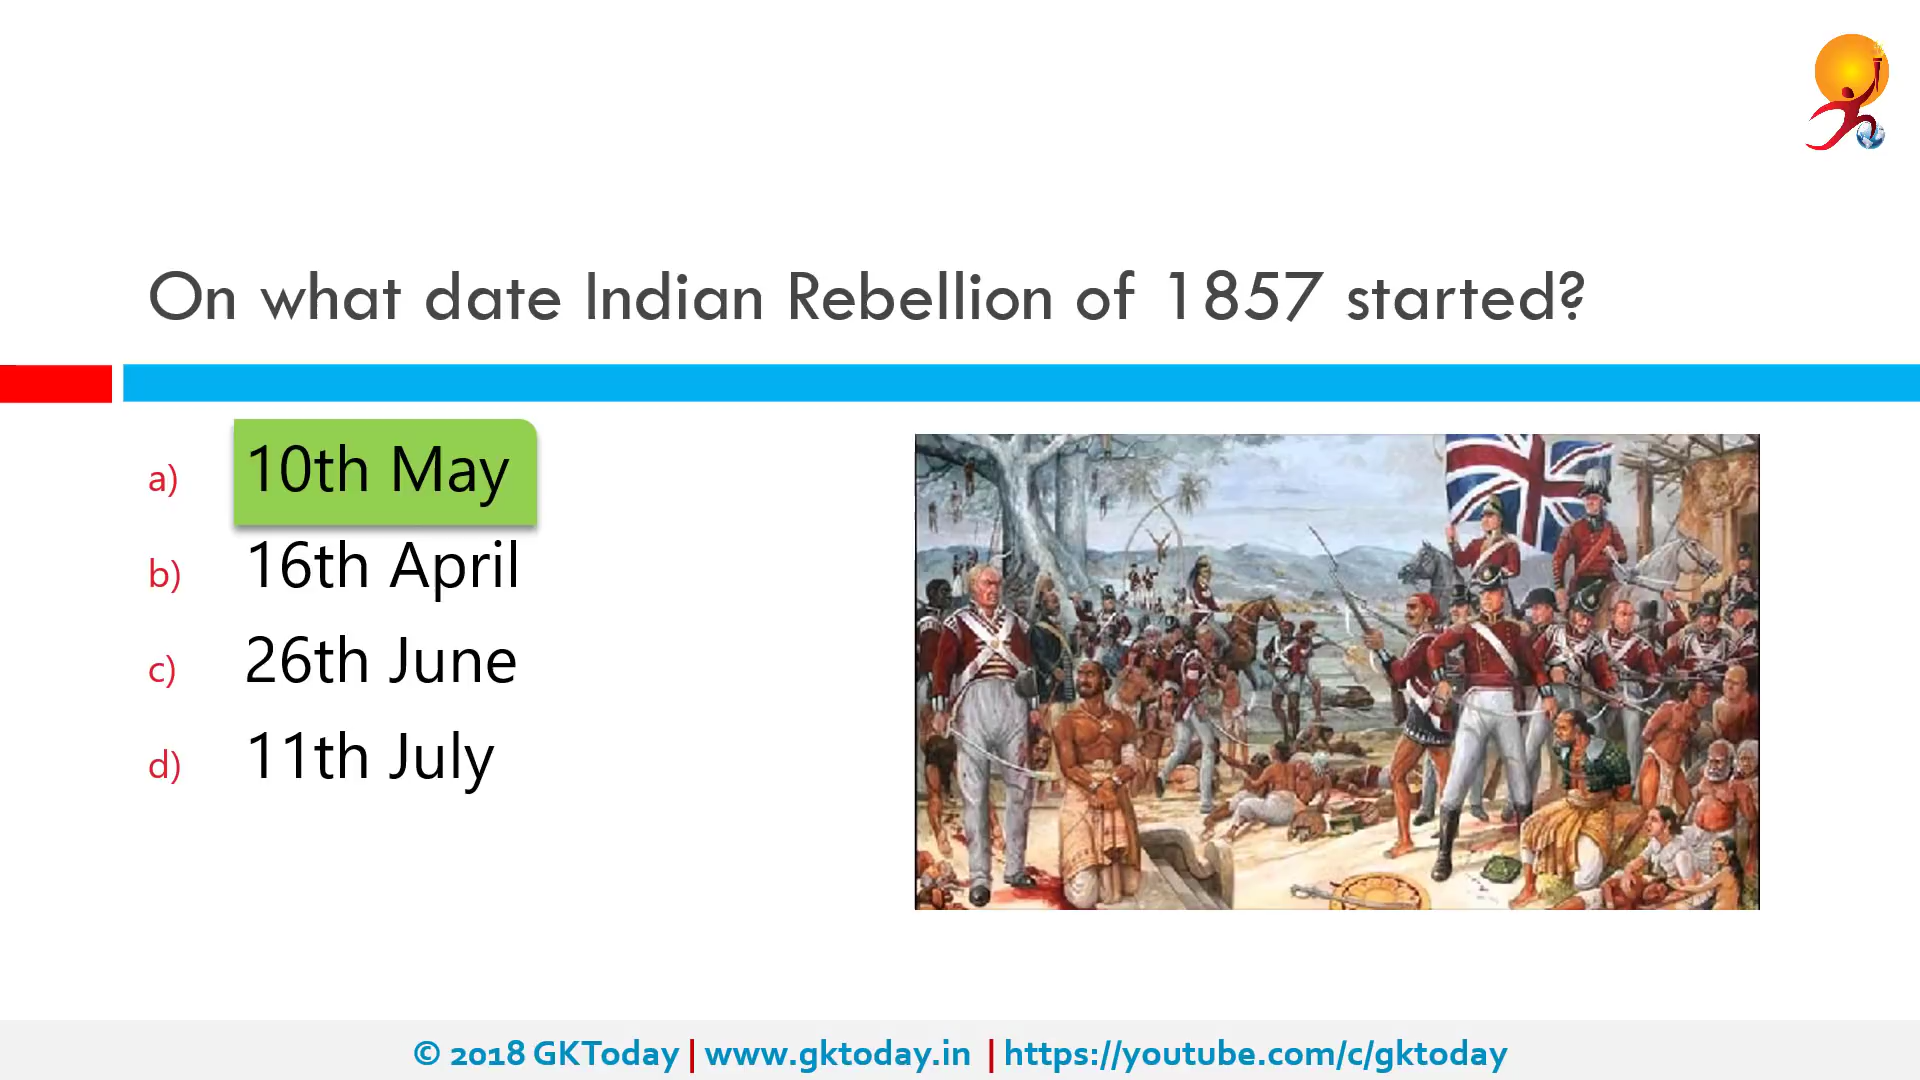 On what date Indian Rebellion of 1857 started?
a) 10th May
b) 16th April
c) 26th June
d) 11th July
© 2018 GKToday | www.gktoday.in | https://youtube.com/c/gktoday